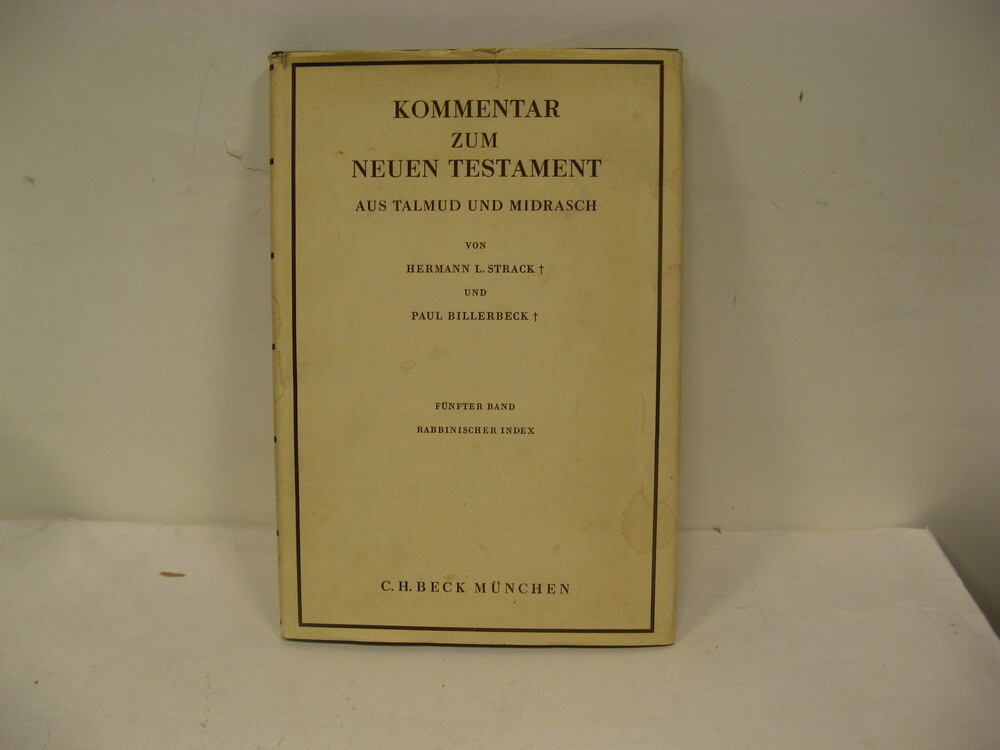 KOMMENTAR
ZUM
NEUEN TESTAMENT
AUS TALMUD UND MIDRASCH
VON
HERMANN L. STRACK †
UND
PAUL BILLERBECK †
FÜNFTER BAND
RABBINISCHER INDEX
C. H. BECK MÜNCHEN